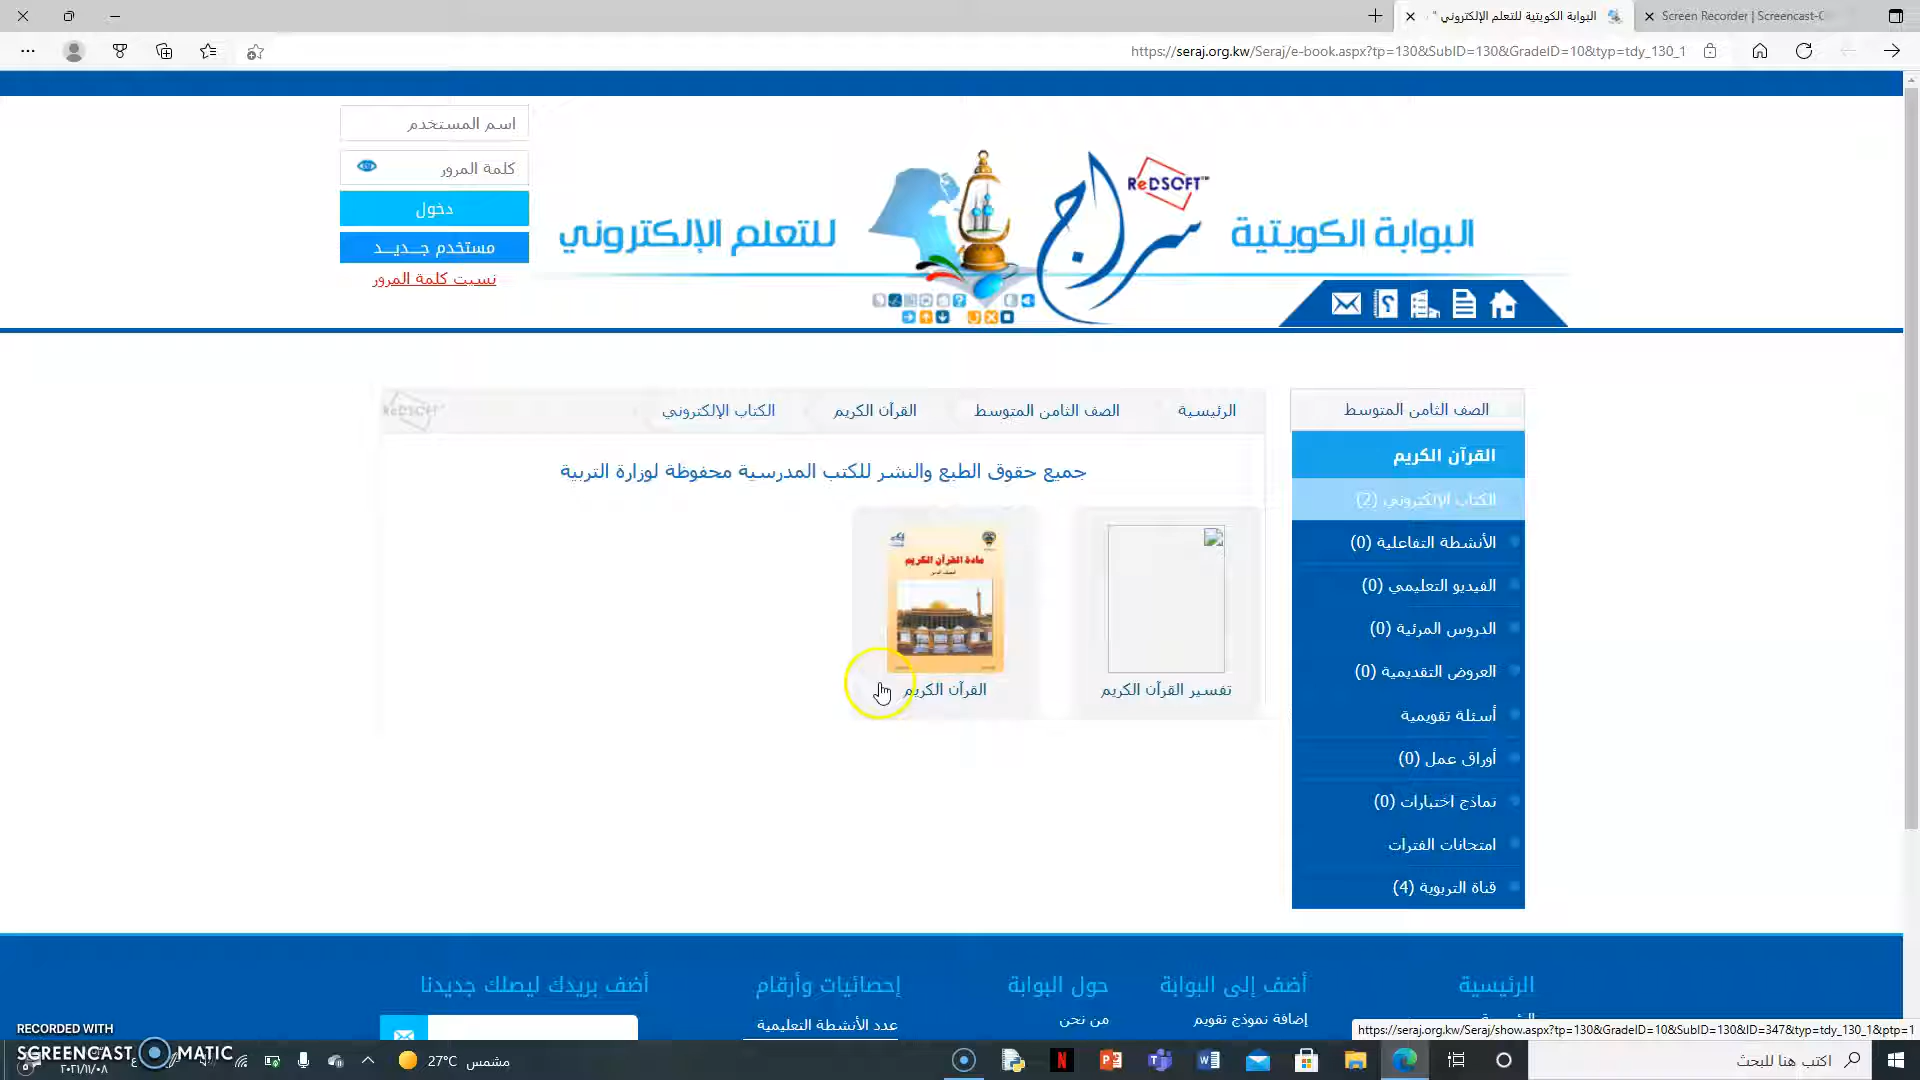 البوابة الكويتية للتعلم الإلكتروني "
Screen Recorder | Screencast-O
https://seraj.org.kw/Seraj/e-book.aspx?tp=130&SubID=130&GradeID=10&typ=tdy_130_1
اسم المستخدم
كلمة المرور
دخول
مستخدم جـــديـــد
نسيت كلمة المرور
البوابة الكويتية
سراج
ReDSOFT™
للتعلم الإلكتروني
الرئيسية
الصف الثامن المتوسط
القرآن الكريم
الكتاب الإلكتروني
ReDSOFT
جميع حقوق الطبع والنشر للكتب المدرسية محفوظة لوزارة التربية
مادة القرآن الكريم
تفسير القرآن الكريم
القرآن الكريم
الصف الثامن المتوسط
القرآن الكريم
الكتاب الإلكتروني (2)
الأنشطة التفاعلية (0)
الفيديو التعليمي (0)
الدروس المرئية (0)
العروض التقديمية (0)
أسئلة تقويمية
أوراق عمل (0)
نماذج اختبارات (0)
امتحانات الفترات
قناة التربوية (4)
الرئيسية
أضف إلى البوابة
حول البوابة
إحصائيات وأرقام
أضف بريدك ليصلك جديدنا
إضافة نموذج تقويم
من نحن
عدد الأنشطة التعليمية
https://seraj.org.kw/Seraj/show.aspx?tp=130&GradeID=10&SubID=130&ID=347&typ=tdy_130_1&ptp=1
RECORDED WITH
SCREENCAST MATIC
٢٠٢١/١١/٠٨
27°C مشمس
اكتب هنا للبحث